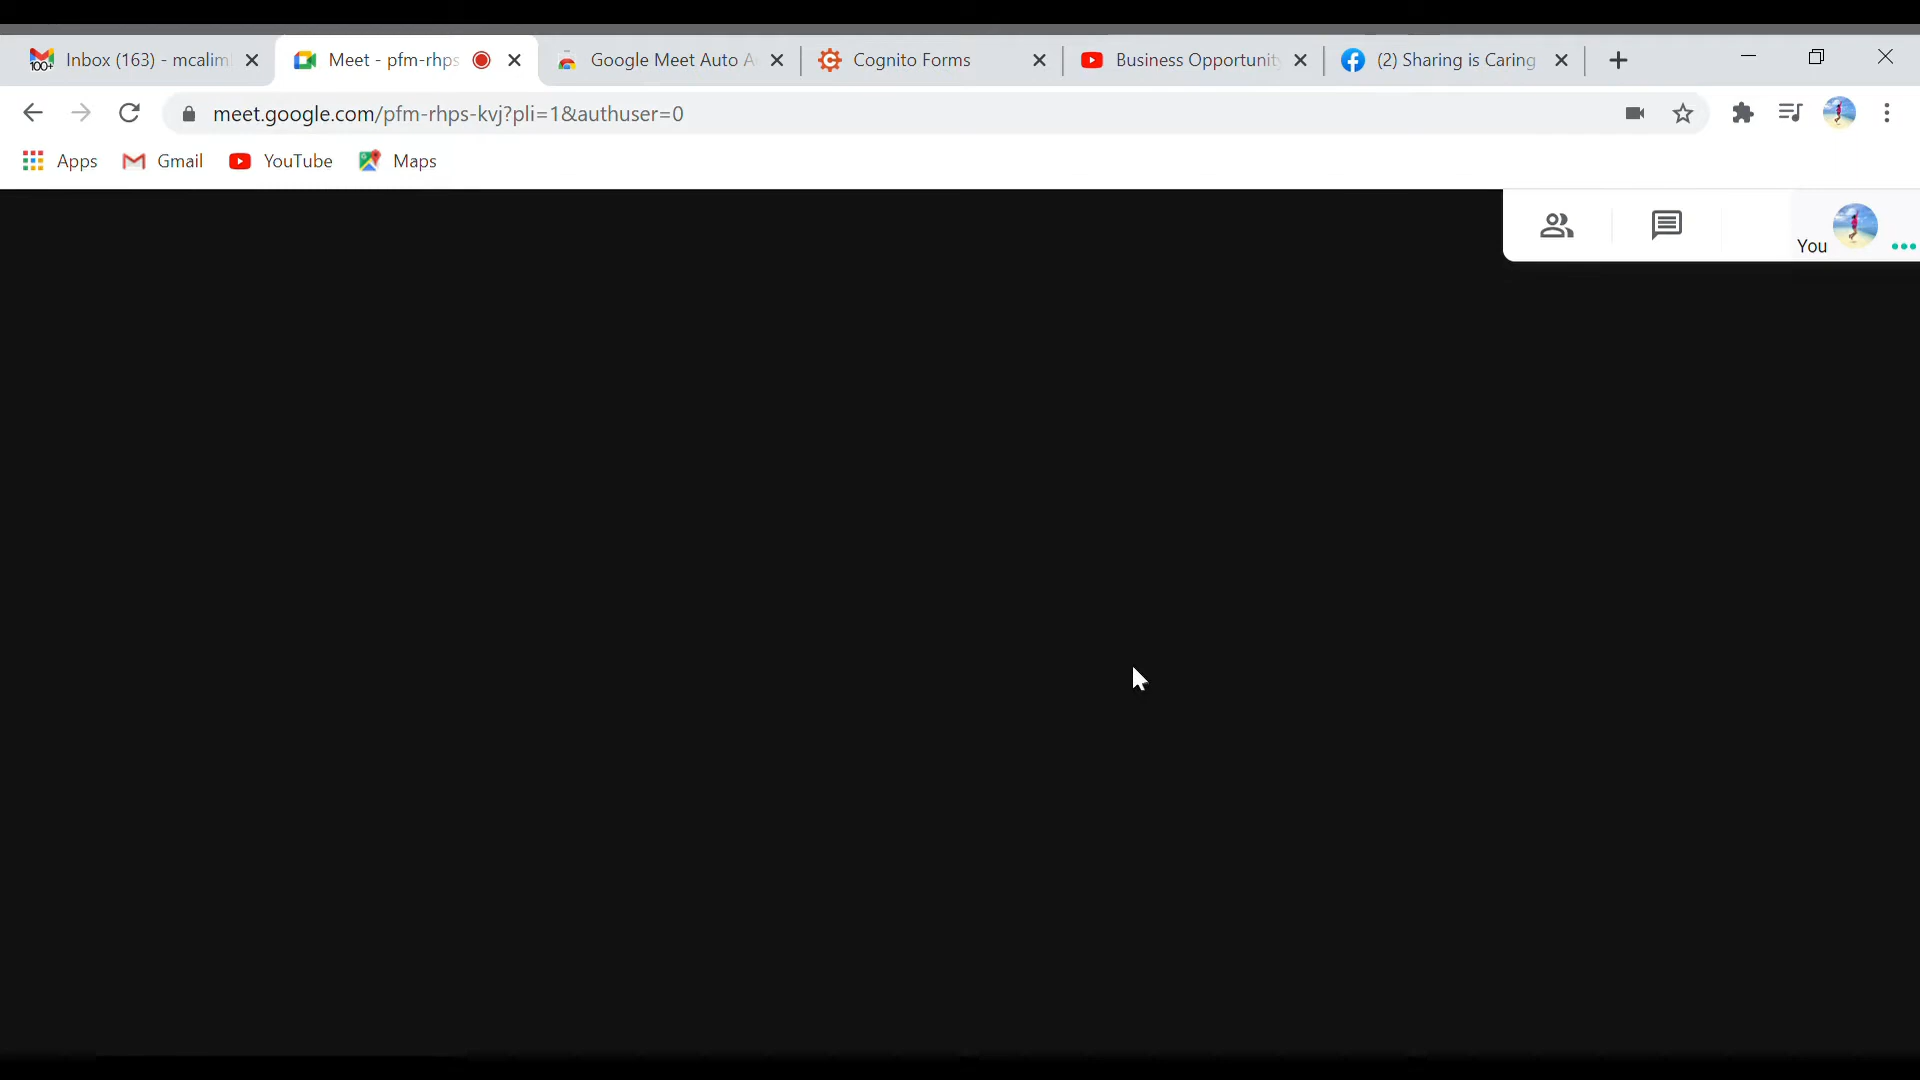 Inbox (163) - mcalim
Meet - pfm-rhps
Google Meet Auto A
Cognito Forms
Business Opportunit
(2) Sharing is Caring
meet.google.com/pfm-rhps-kvj?pli=1&authuser=0
Apps
Gmail
YouTube
Maps
You
100+